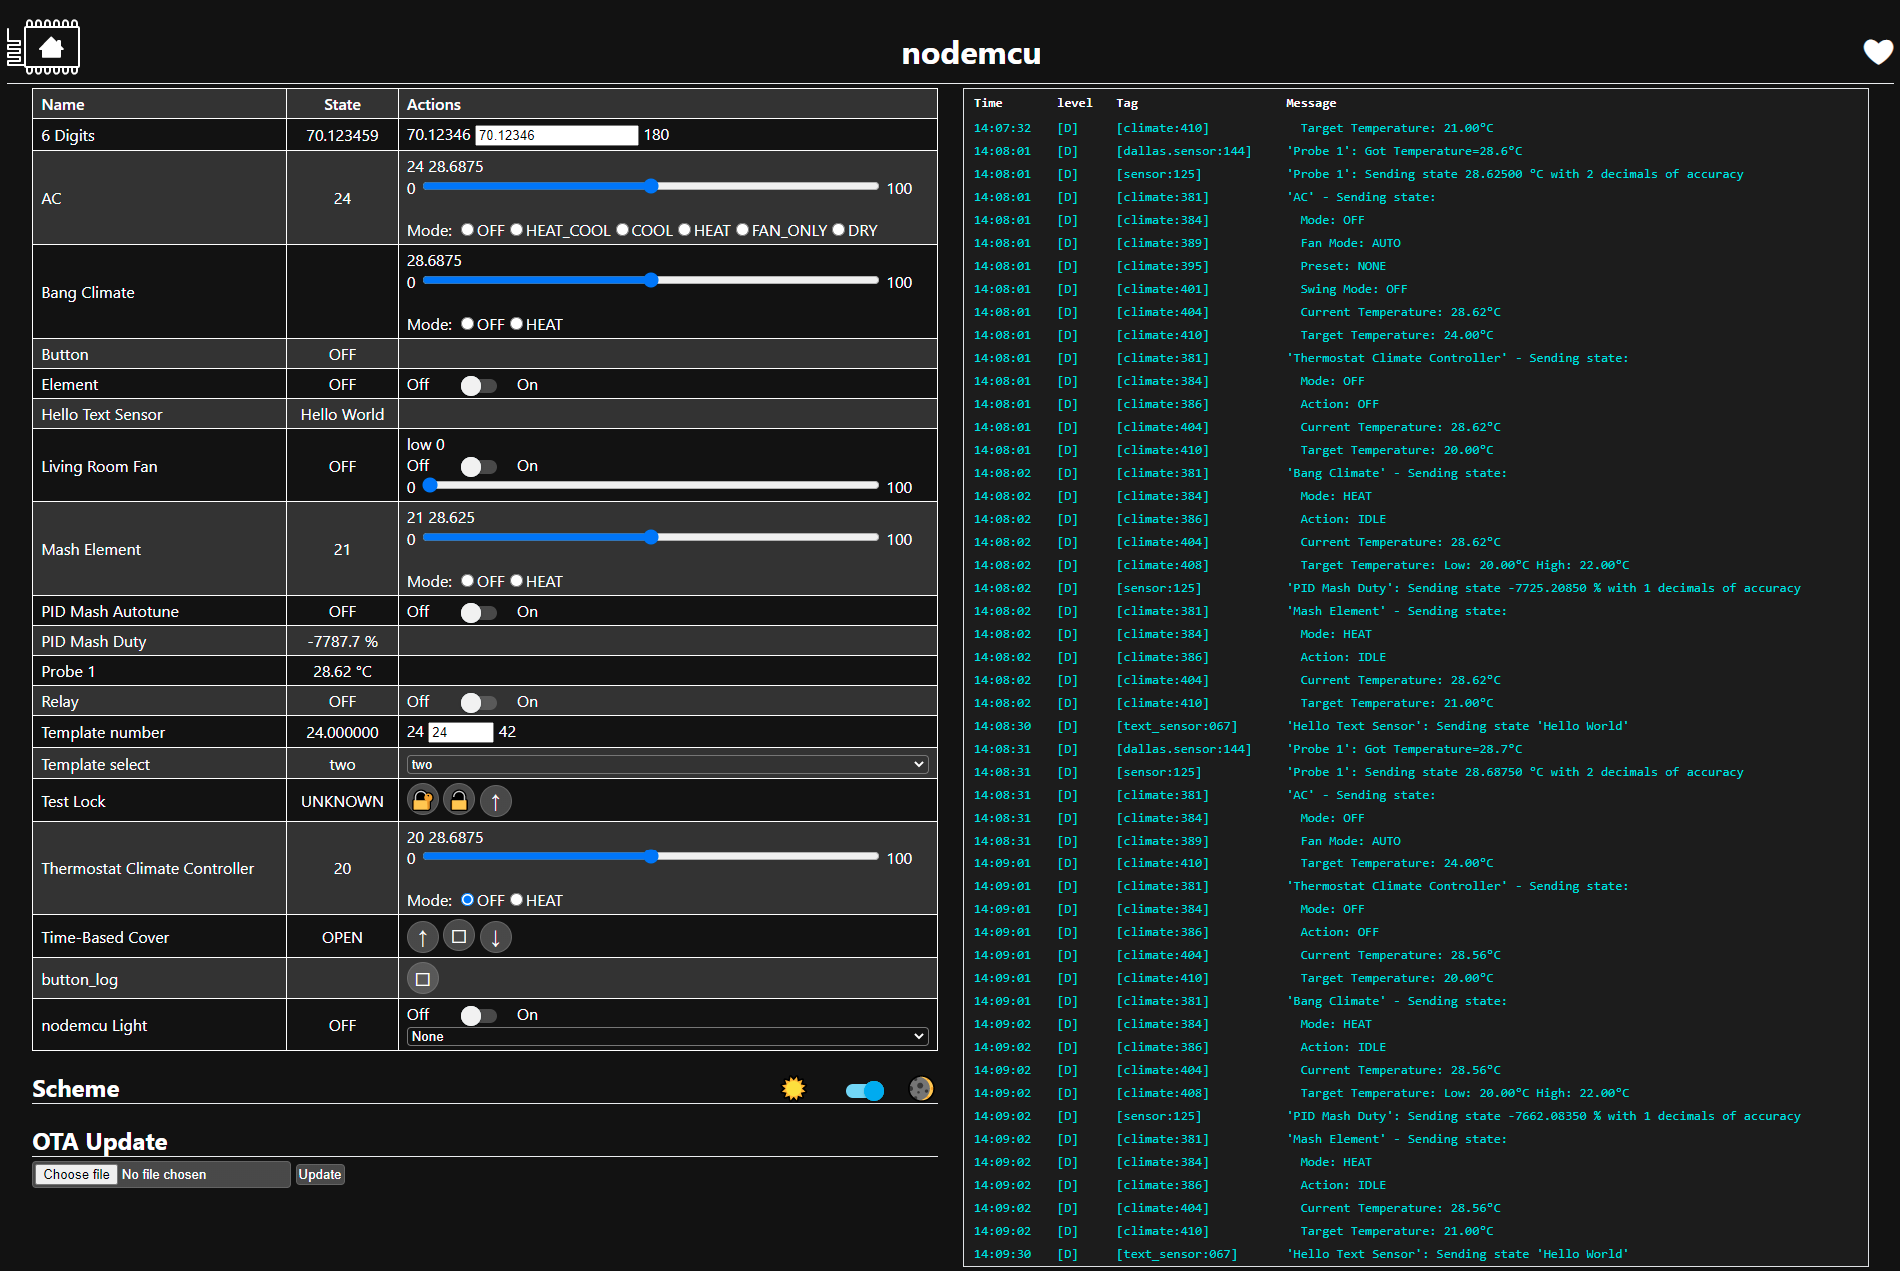 nodemcu
Name State Actions
6 Digits 70.123459 70.12346 70.12346 180
AC 24 24 28.6875
0 100
Mode: OFF HEAT_COOL COOL HEAT FAN_ONLY DRY
Bang Climate 28.6875
0 100
Mode: OFF HEAT
Button OFF
Element OFF Off On
Hello Text Sensor Hello World
Living Room Fan OFF low 0
Off On
0 100
Mash Element 21 21 28.625
0 100
Mode: OFF HEAT
PID Mash Autotune OFF Off On
PID Mash Duty -7787.7 %
Probe 1 28.62 °C
Relay OFF Off On
Template number 24.000000 24 24 42
Template select two two
Test Lock UNKNOWN ↑
Thermostat Climate Controller 20 20 28.6875
0 100
Mode: OFF HEAT
Time-Based Cover OPEN ↑ ☐ ↓
button_log ☐
nodemcu Light OFF Off On
None
Scheme
OTA Update
Choose file No file chosen Update
Time level Tag Message
14:07:32 [D] [climate:410] Target Temperature: 21.00°C
14:08:01 [D] [dallas.sensor:144] 'Probe 1': Got Temperature=28.6°C
14:08:01 [D] [sensor:125] 'Probe 1': Sending state 28.62500 °C with 2 decimals of accuracy
14:08:01 [D] [climate:381] 'AC' - Sending state:
14:08:01 [D] [climate:384] Mode: OFF
14:08:01 [D] [climate:389] Fan Mode: AUTO
14:08:01 [D] [climate:395] Preset: NONE
14:08:01 [D] [climate:401] Swing Mode: OFF
14:08:01 [D] [climate:404] Current Temperature: 28.62°C
14:08:01 [D] [climate:410] Target Temperature: 24.00°C
14:08:01 [D] [climate:381] 'Thermostat Climate Controller' - Sending state:
14:08:01 [D] [climate:384] Mode: OFF
14:08:01 [D] [climate:386] Action: OFF
14:08:01 [D] [climate:404] Current Temperature: 28.62°C
14:08:01 [D] [climate:410] Target Temperature: 20.00°C
14:08:02 [D] [climate:381] 'Bang Climate' - Sending state:
14:08:02 [D] [climate:384] Mode: HEAT
14:08:02 [D] [climate:386] Action: IDLE
14:08:02 [D] [climate:404] Current Temperature: 28.62°C
14:08:02 [D] [climate:408] Target Temperature: Low: 20.00°C High: 22.00°C
14:08:02 [D] [sensor:125] 'PID Mash Duty': Sending state -7725.20850 % with 1 decimals of accuracy
14:08:02 [D] [climate:381] 'Mash Element' - Sending state:
14:08:02 [D] [climate:384] Mode: HEAT
14:08:02 [D] [climate:386] Action: IDLE
14:08:02 [D] [climate:404] Current Temperature: 28.62°C
14:08:02 [D] [climate:410] Target Temperature: 21.00°C
14:08:30 [D] [text_sensor:067] 'Hello Text Sensor': Sending state 'Hello World'
14:08:31 [D] [dallas.sensor:144] 'Probe 1': Got Temperature=28.7°C
14:08:31 [D] [sensor:125] 'Probe 1': Sending state 28.68750 °C with 2 decimals of accuracy
14:08:31 [D] [climate:381] 'AC' - Sending state:
14:08:31 [D] [climate:384] Mode: OFF
14:08:31 [D] [climate:389] Fan Mode: AUTO
14:09:01 [D] [climate:410] Target Temperature: 24.00°C
14:09:01 [D] [climate:381] 'Thermostat Climate Controller' - Sending state:
14:09:01 [D] [climate:384] Mode: OFF
14:09:01 [D] [climate:386] Action: OFF
14:09:01 [D] [climate:404] Current Temperature: 28.56°C
14:09:01 [D] [climate:410] Target Temperature: 20.00°C
14:09:01 [D] [climate:381] 'Bang Climate' - Sending state:
14:09:02 [D] [climate:384] Mode: HEAT
14:09:02 [D] [climate:386] Action: IDLE
14:09:02 [D] [climate:404] Current Temperature: 28.56°C
14:09:02 [D] [climate:408] Target Temperature: Low: 20.00°C High: 22.00°C
14:09:02 [D] [sensor:125] 'PID Mash Duty': Sending state -7662.08350 % with 1 decimals of accuracy
14:09:02 [D] [climate:381] 'Mash Element' - Sending state:
14:09:02 [D] [climate:384] Mode: HEAT
14:09:02 [D] [climate:386] Action: IDLE
14:09:02 [D] [climate:404] Current Temperature: 28.56°C
14:09:02 [D] [climate:410] Target Temperature: 21.00°C
14:09:30 [D] [text_sensor:067] 'Hello Text Sensor': Sending state 'Hello World'